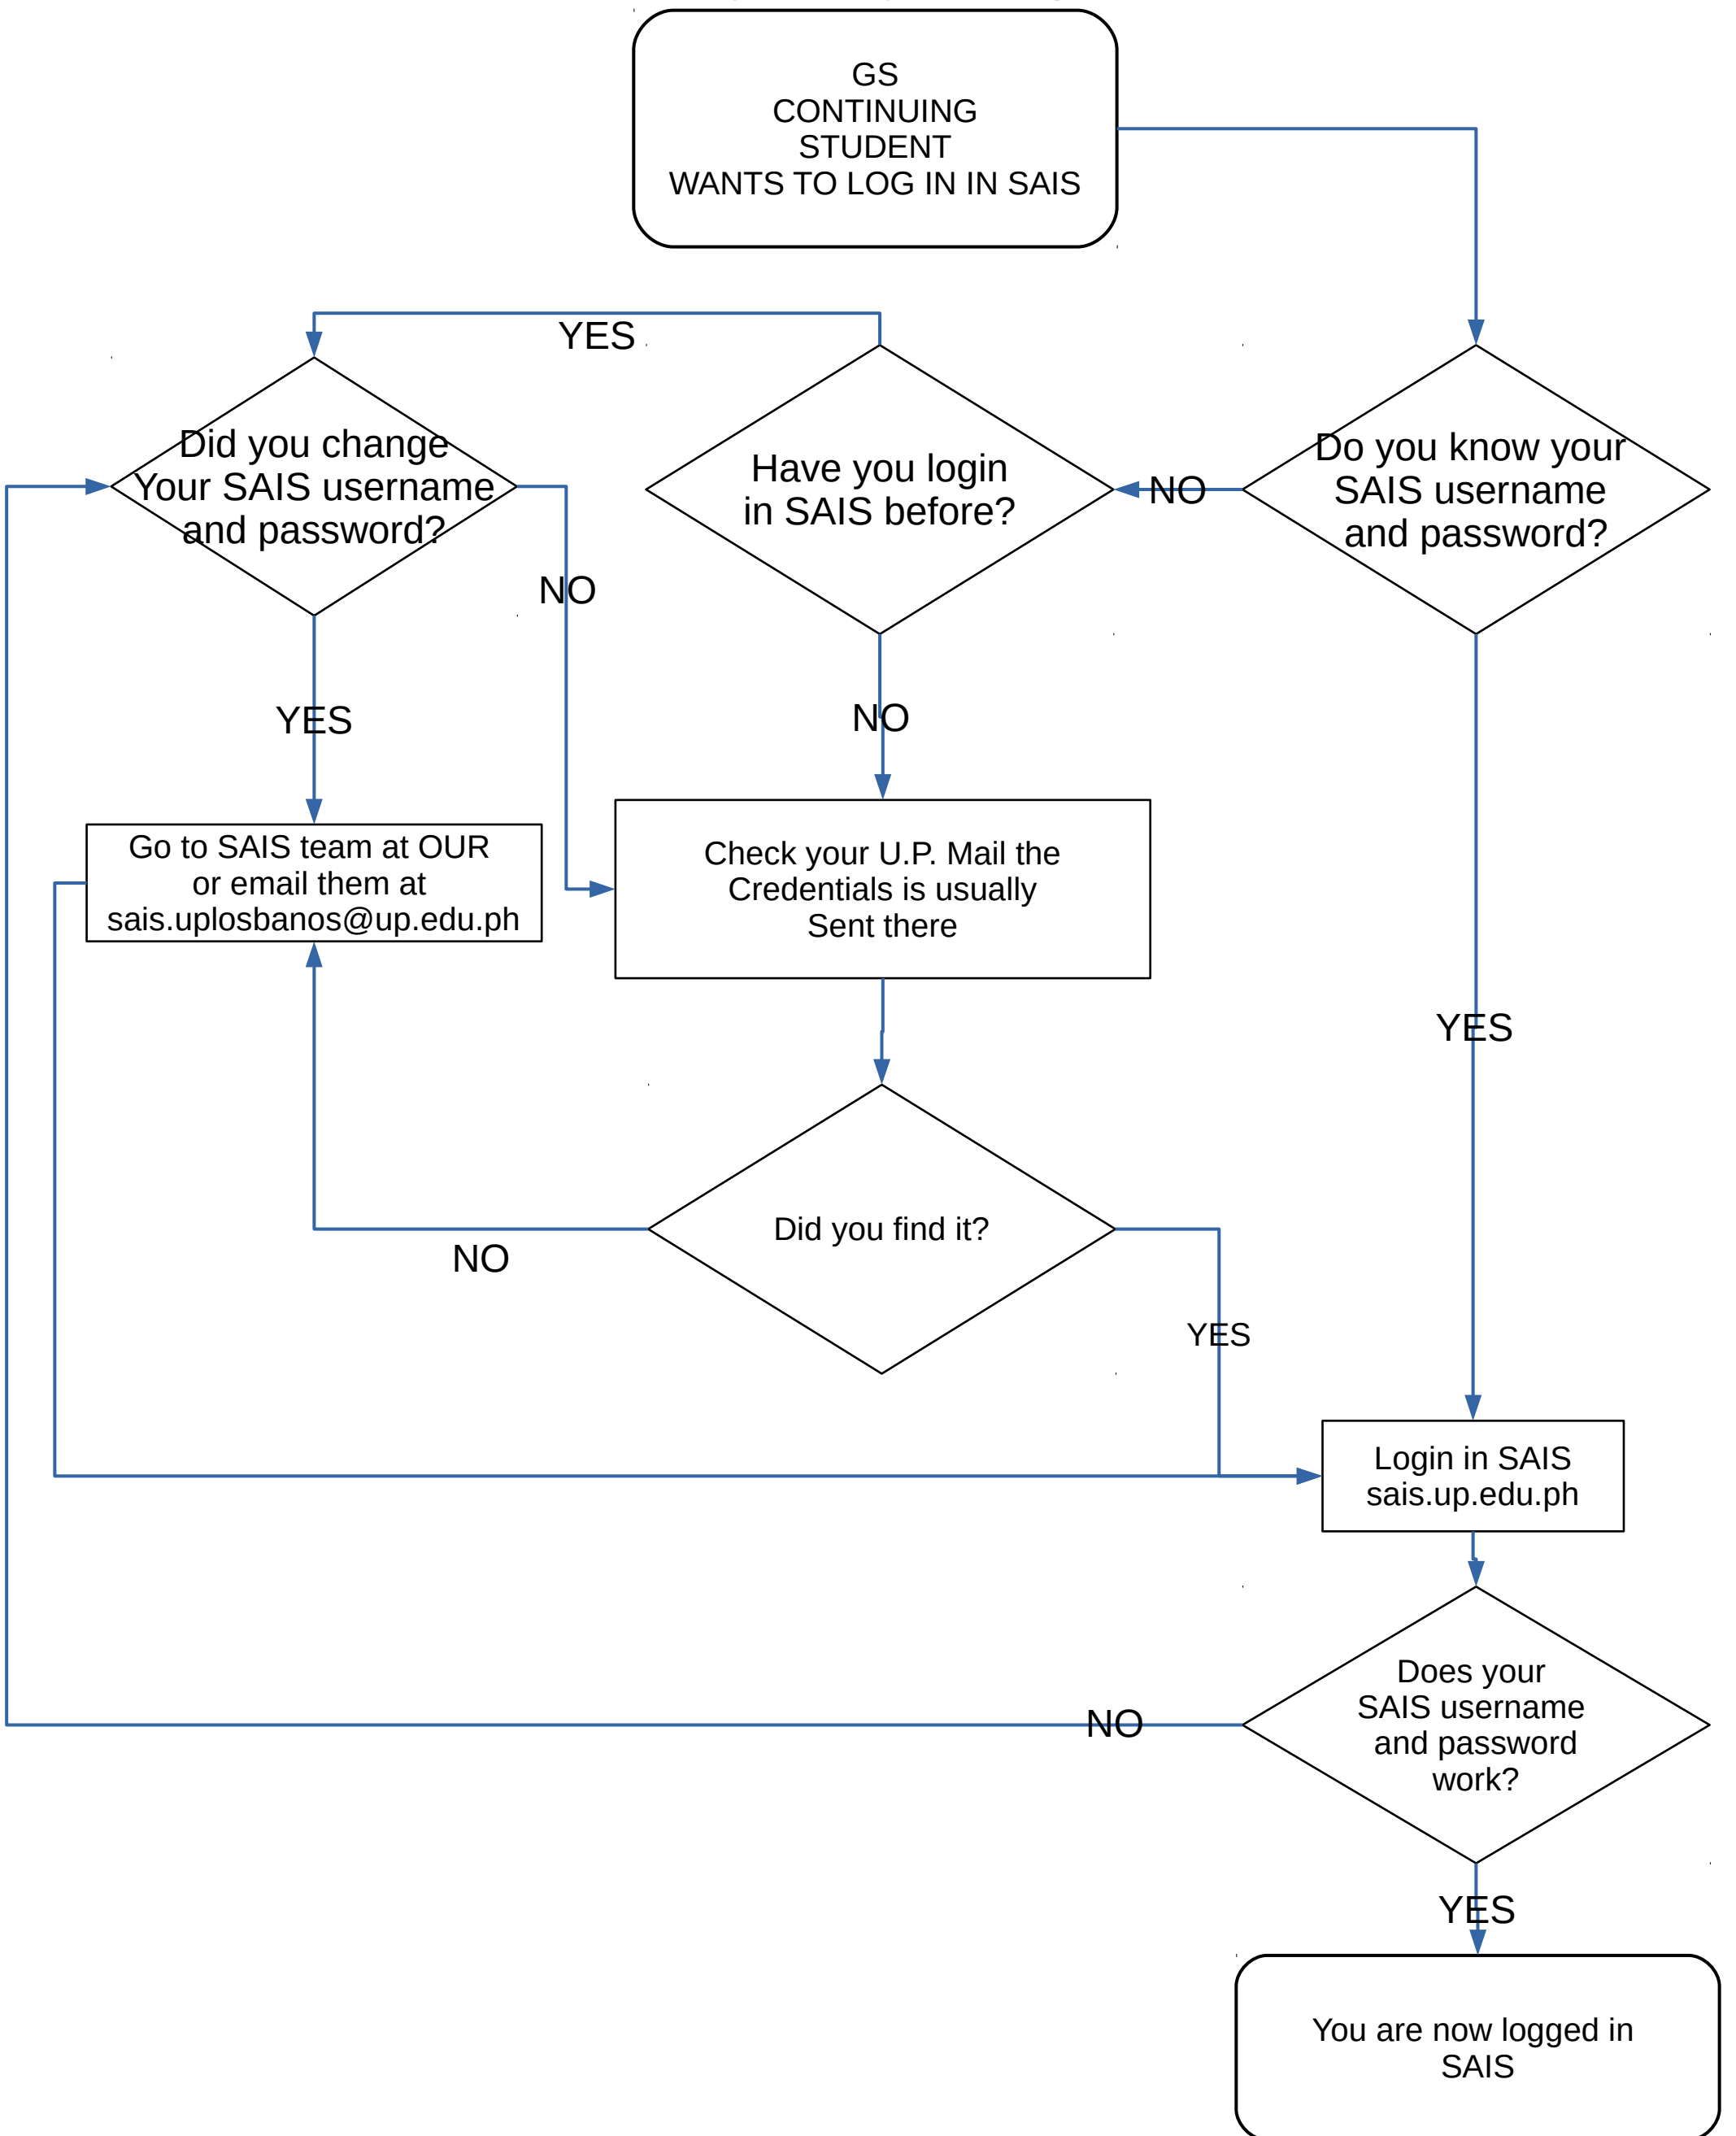 GS
CONTINUING
STUDENT
WANTS TO LOG IN IN SAIS
YES
Did you change
Your SAIS username
and password?
Have you login
in SAIS before?
NO
Do you know your
SAIS username
and password?
NO
YES
NO
Go to SAIS team at OUR
or email them at
sais.uplosbanos@up.edu.ph
Check your U.P. Mail the
Credentials is usually
Sent there
YES
Did you find it?
NO
YES
Login in SAIS
sais.up.edu.ph
Does your
SAIS username
and password
work?
NO
YES
You are now logged in
SAIS